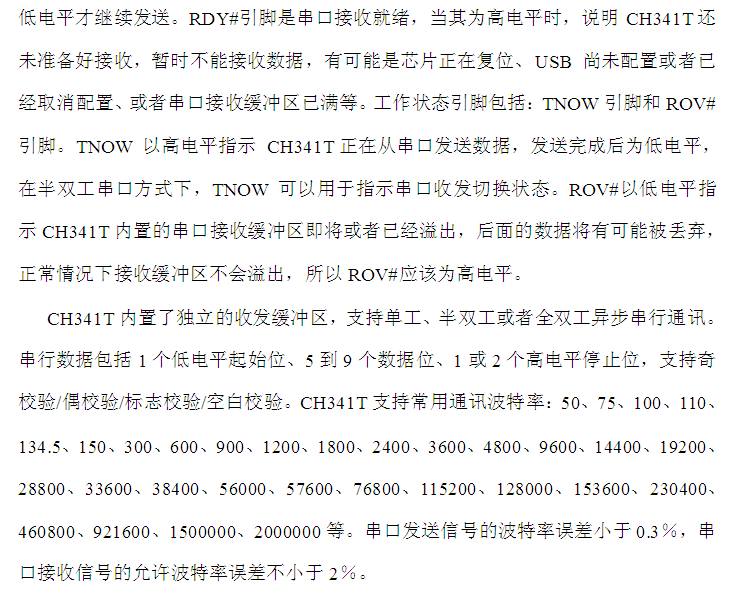 低电平才继续发送。RDY#引脚是串口接收就绪，当其为高电平时，说明 CH341T 还
未准备好接收，暂时不能接收数据，有可能是芯片正在复位、USB 尚未配置或者已
经取消配置、或者串口接收缓冲区已满等。工作状态引脚包括：TNOW 引脚和 ROV#
引脚。TNOW 以高电平指示 CH341T 正在从串口发送数据，发送完成后为低电平，
在半双工串口方式下，TNOW 可以用于指示串口收发切换状态。ROV#以低电平指
示 CH341T 内置的串口接收缓冲区即将或者已经溢出，后面的数据将有可能被丢弃，
正常情况下接收缓冲区不会溢出，所以 ROV#应该为高电平。
CH341T 内置了独立的收发缓冲区，支持单工、半双工或者全双工异步串行通讯。
串行数据包括 1 个低电平起始位、5 到 9 个数据位、1 或 2 个高电平停止位，支持奇
校验/偶校验/标志校验/空白校验。CH341T 支持常用通讯波特率：50、75、100、110、
134.5、150、300、600、900、1200、1800、2400、3600、4800、9600、14400、19200、
28800、33600、38400、56000、57600、76800、115200、128000、153600、230400、
460800、921600、1500000、2000000 等。串口发送信号的波特率误差小于 0.3％，串
口接收信号的允许波特率误差不小于 2％。